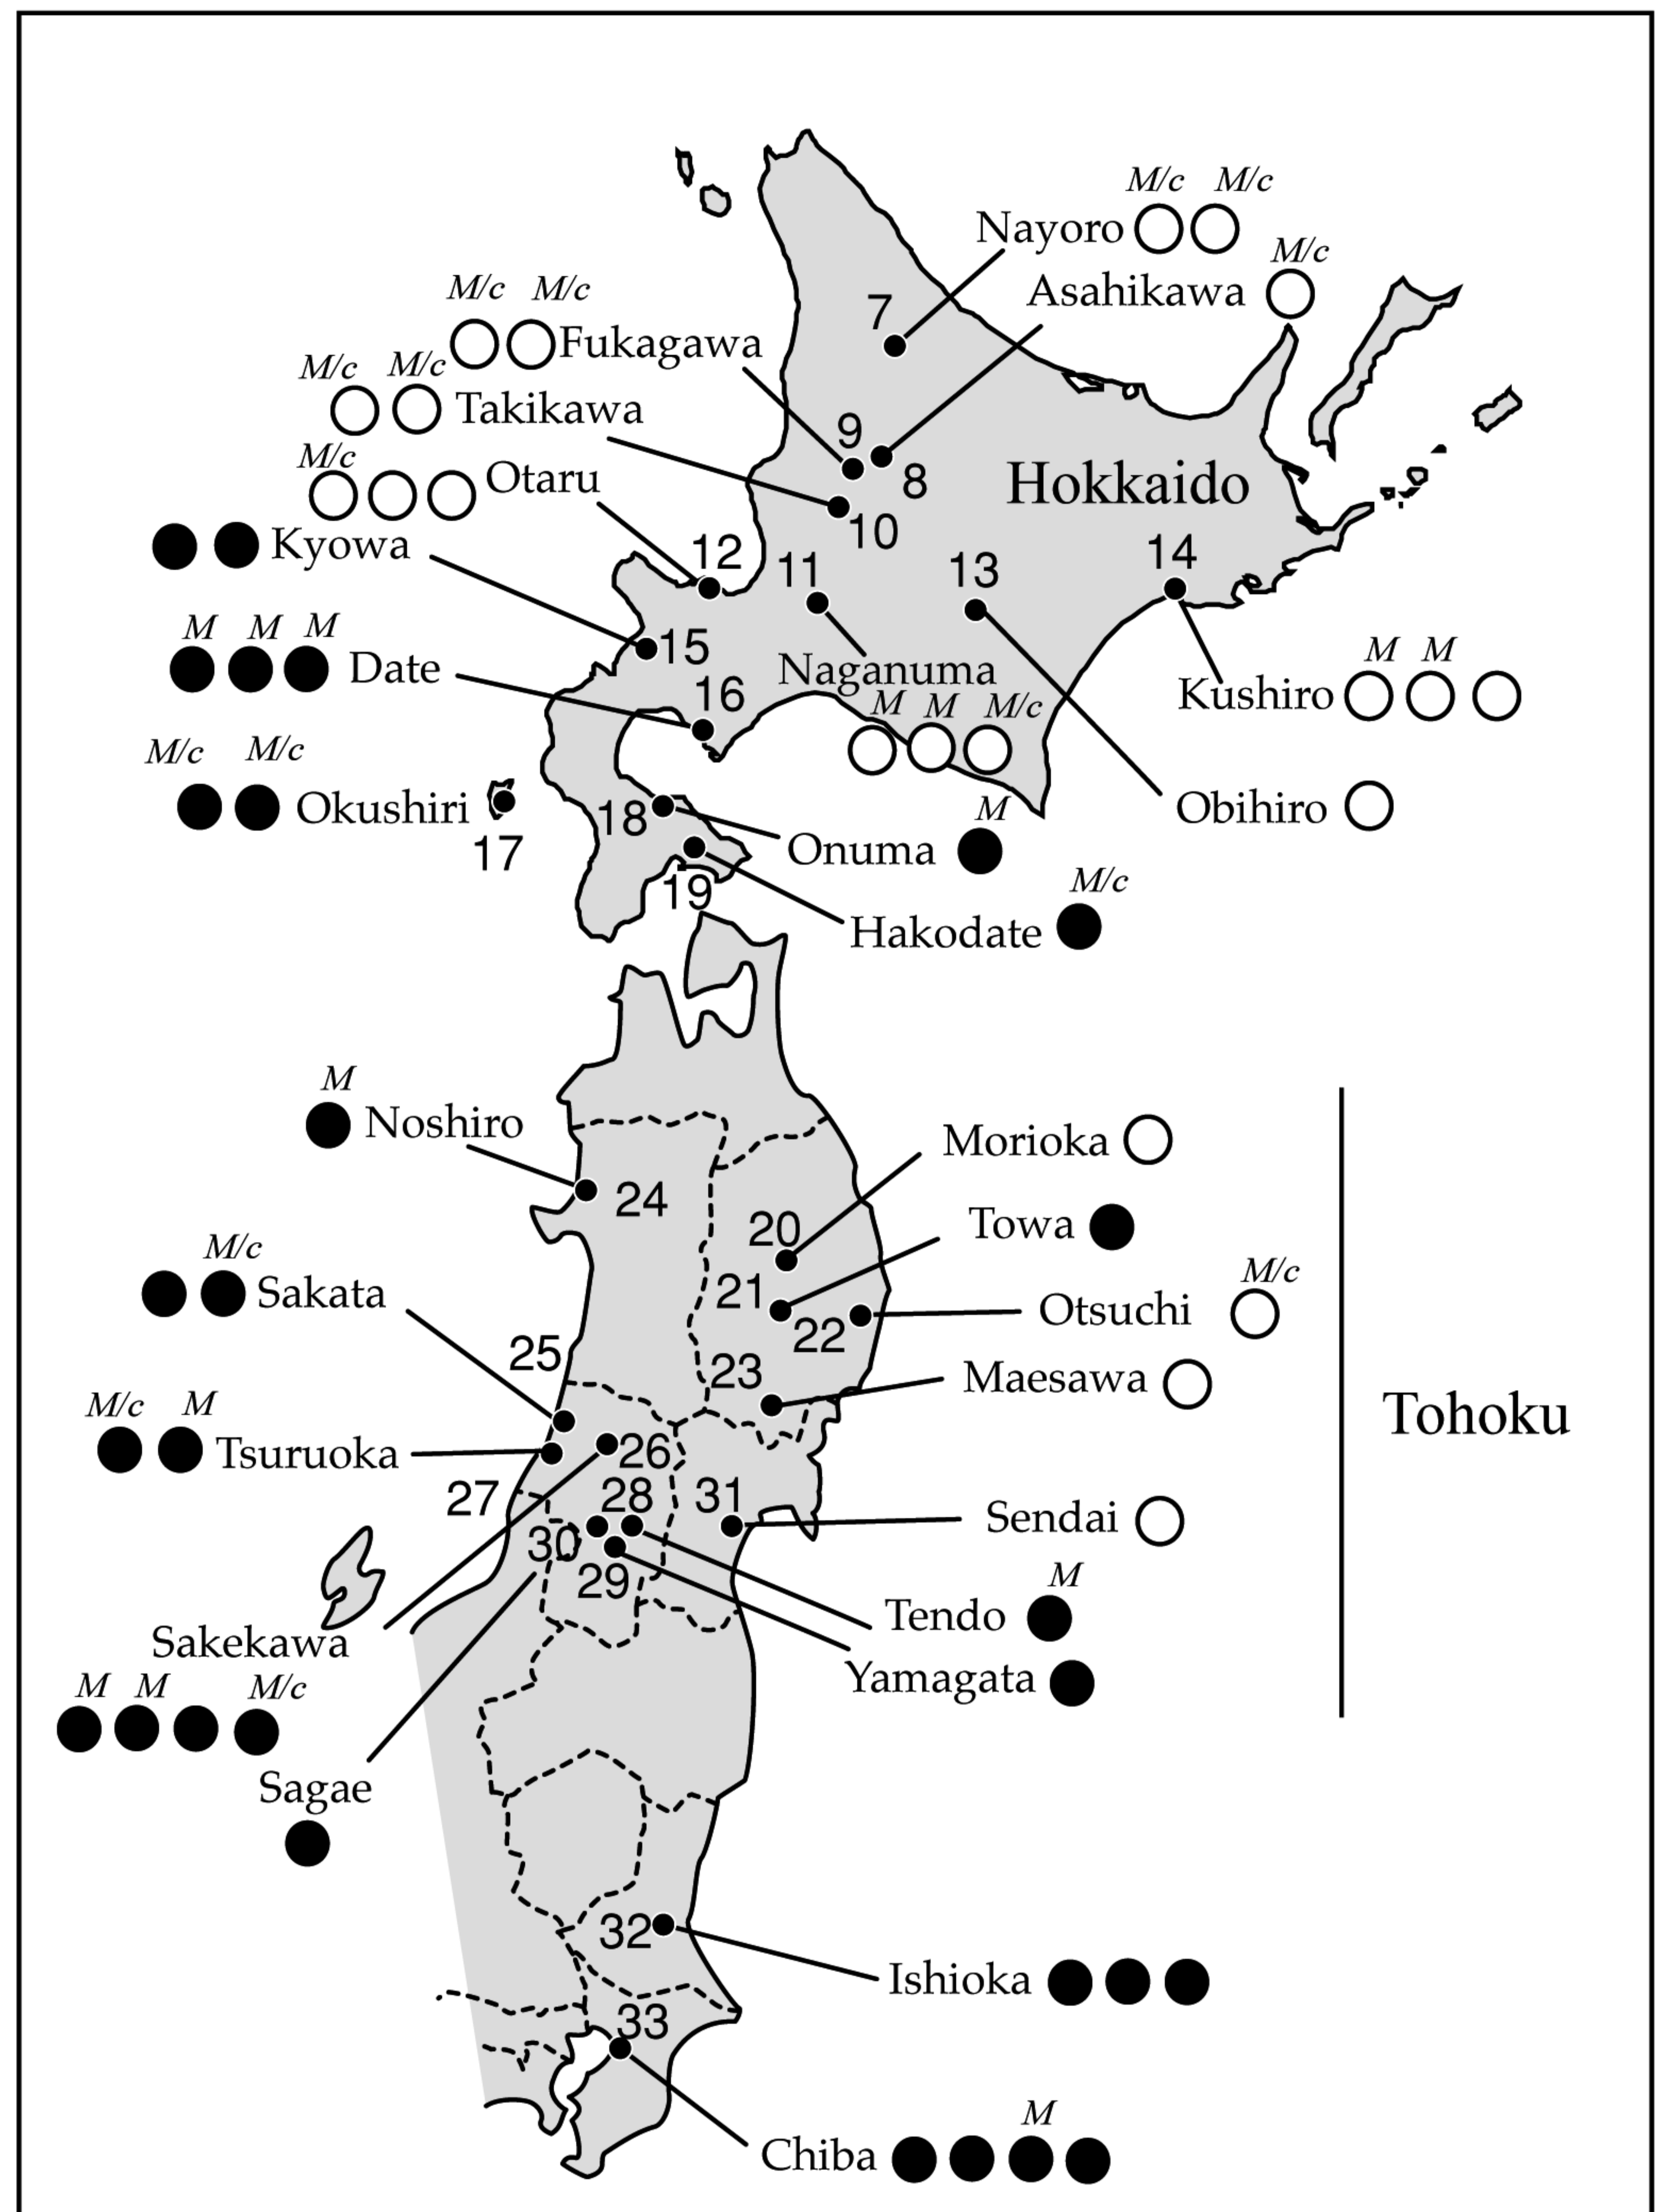 M/c M/c
Nayoro
M/c
Asahikawa
7
M/c M/c
Fukagawa
M/c M/c
Takikawa
9
8
Hokkaido
M/c
Otaru
10
Kyowa
12
11
13
14
M M M
Date
15
Naganuma
M M M/c
M M
Kushiro
16
M/c M/c
Okushiri
17
18
M
Onuma
Obihiro
19
M/c
Hakodate
M
Noshiro
24
Morioka
20
Towa
M/c
Sakata
21
M/c
Otsuchi
22
25
23
Maesawa
Tohoku
M/c M
Tsuruoka
26
27
28
31
Sendai
30
29
M
Tendo
Sakekawa
M M M/c
Yamagata
Sagae
32
Ishioka
33
M
Chiba